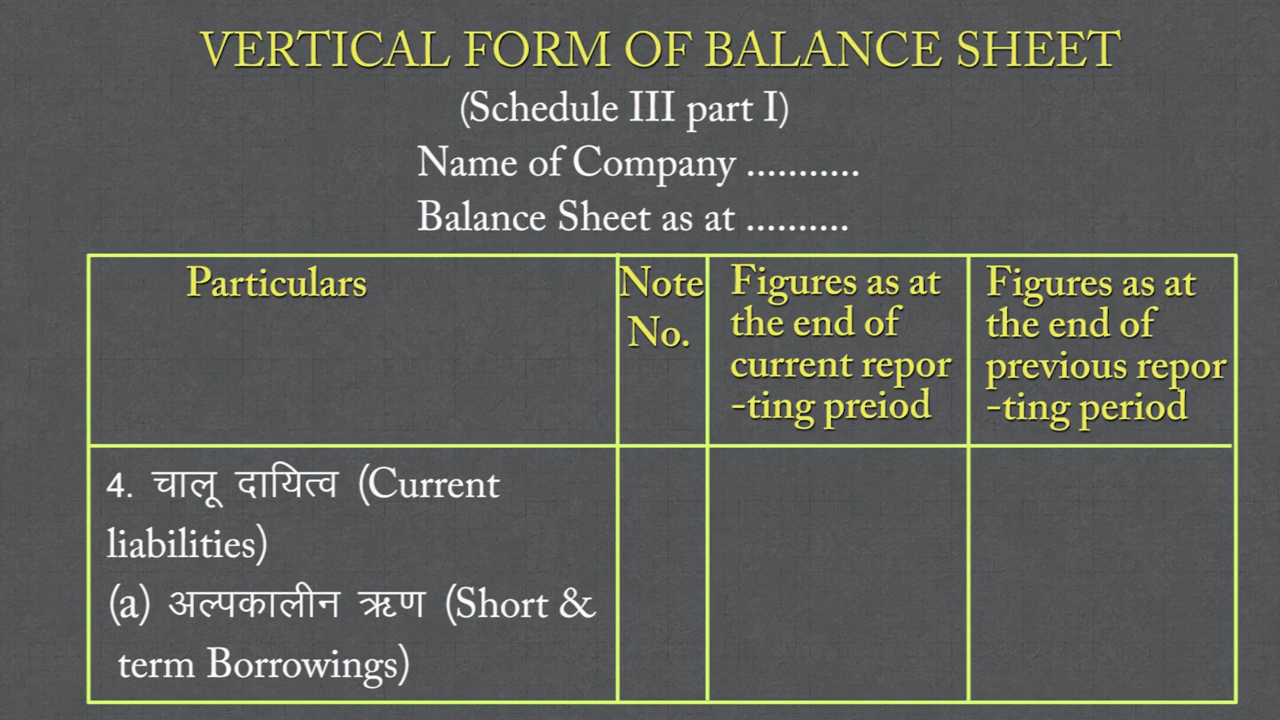 VERTICAL FORM OF BALANCE SHEET
(Schedule III part I)
Name of Company ...........
Balance Sheet as at ..........
Particulars
Note
No.
Figures as at
the end of
current repor
-ting preiod
Figures as at
the end of
previous repor
-ting period
4. चालू दायित्व (Current
liabilities)
(a) अल्पकालीन ऋण (Short &
term Borrowings)